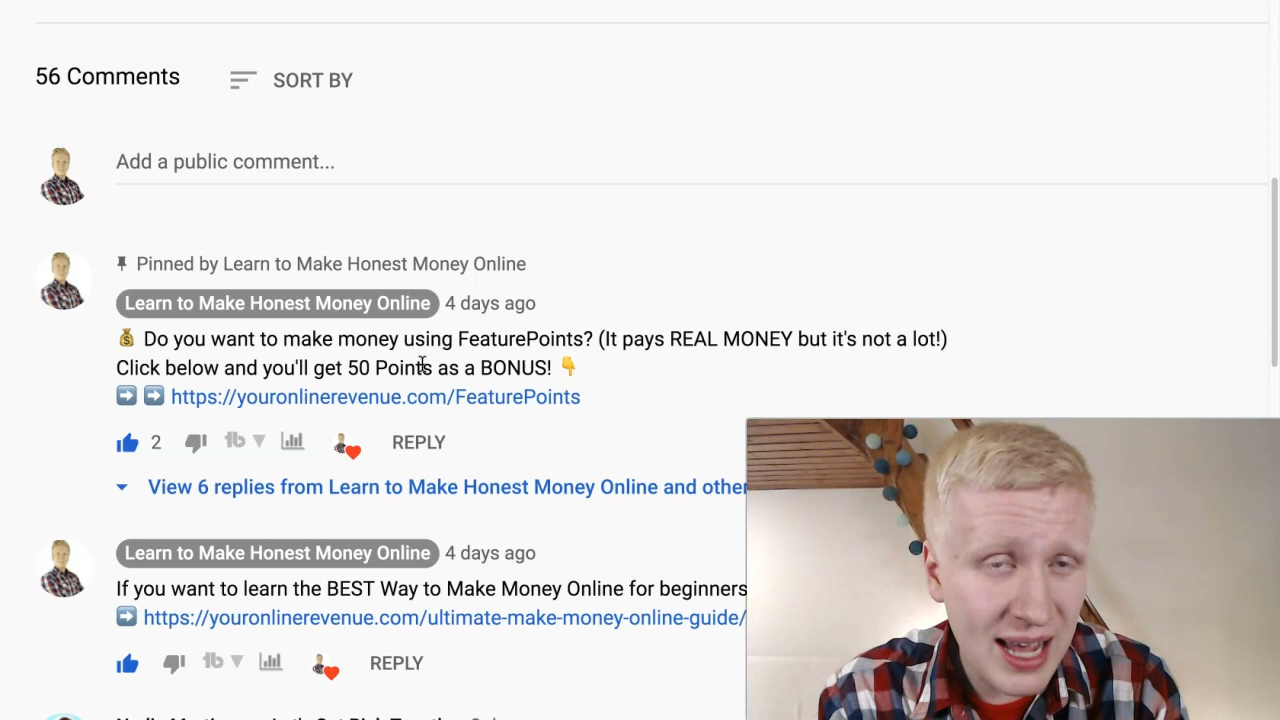 56 Comments
SORT BY
Add a public comment...
Pinned by Learn to Make Honest Money Online
Learn to Make Honest Money Online 4 days ago
💰 Do you want to make money using FeaturePoints? (It pays REAL MONEY but it's not a lot!)
Click below and you'll get 50 Points as a BONUS! 👇
➡️ ➡️ https://youronlinerevenue.com/FeaturePoints
2
REPLY
View 6 replies from Learn to Make Honest Money Online and other
Learn to Make Honest Money Online 4 days ago
If you want to learn the BEST Way to Make Money Online for beginners
➡️ https://youronlinerevenue.com/ultimate-make-money-online-guide/
REPLY